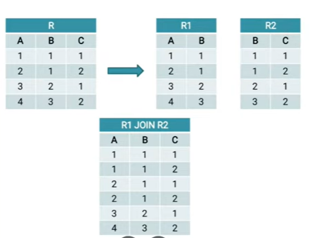 R
A B C
1 1 1
2 1 2
3 2 1
4 3 2
R1
A B
1 1
2 1
3 2
4 3
R2
B C
1 1
1 2
2 1
3 2
R1 JOIN R2
A B C
1 1 1
1 1 2
2 1 1
2 1 2
3 2 1
4 3 2